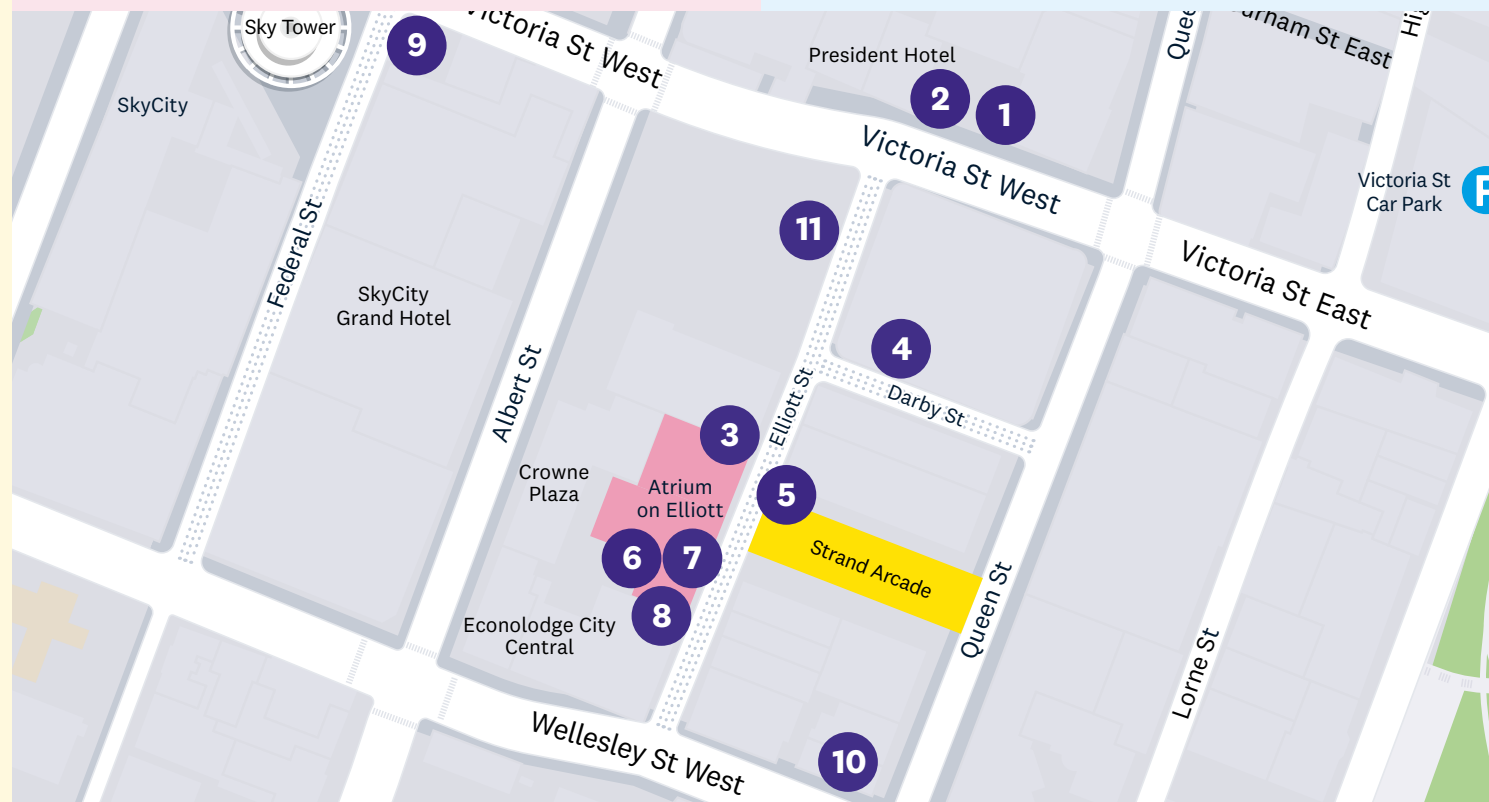 Sky Tower
9
Victoria St West
President Hotel
2
1
SkyCity
Victoria St West
Victoria St
Car Park
P
11
Federal St
Victoria St East
SkyCity
Grand Hotel
4
Albert St
Elliott St
Darby St
3
Crowne
Plaza
Atrium
on Elliott
5
6
7
Strand Arcade
8
Econolodge City
Central
Queen St
Lorne St
Wellesley St West
10